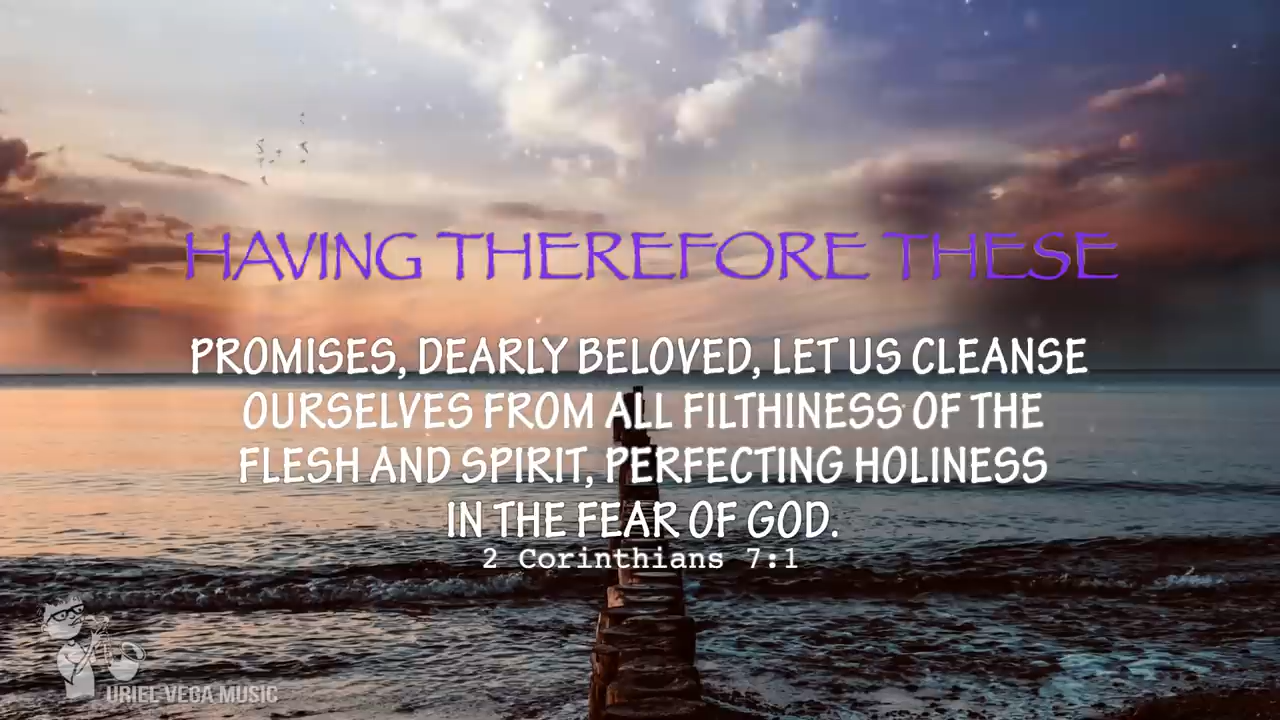 HAVING THEREFORE THESE
PROMISES, DEARLY BELOVED, LET US CLEANSE
OURSELVES FROM ALL FILTHINESS OF THE
FLESH AND SPIRIT, PERFECTING HOLINESS
IN THE FEAR OF GOD.
2 Corinthians 7:1
URIEL VEGA MUSIC